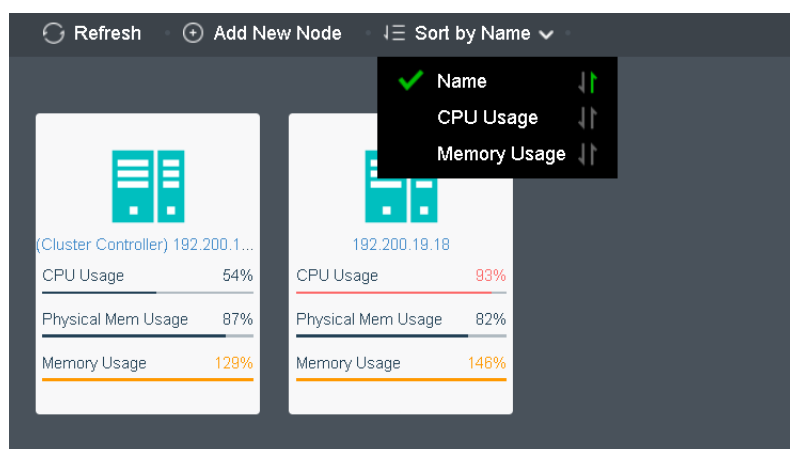 Refresh Add New Node Sort by Name
Name
CPU Usage
Memory Usage
(Cluster Controller) 192.200.1...
CPU Usage 54%
Physical Mem Usage 87%
Memory Usage 129%
192.200.19.18
CPU Usage 93%
Physical Mem Usage 82%
Memory Usage 146%